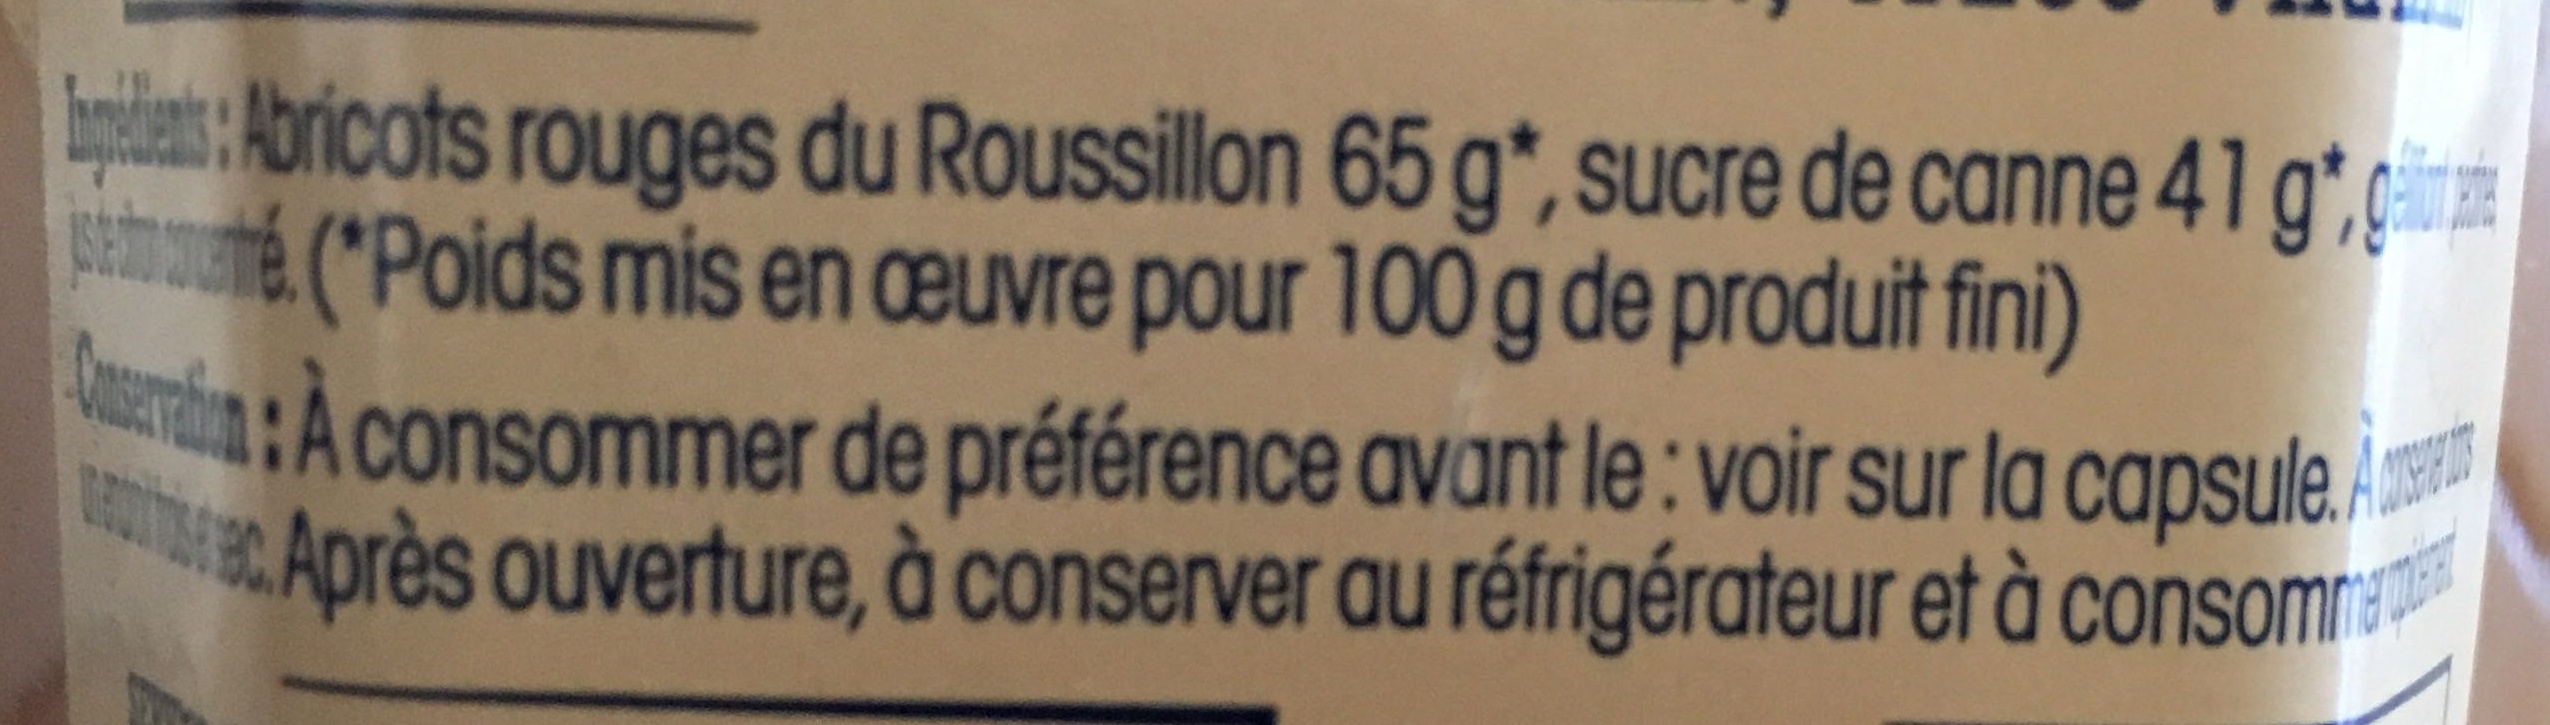 Ingrédients : Abricots rouges du Roussillon 65 g*, sucre de canne 41 g*, gélifiant : pectines,
jus de citron concentré. (*Poids mis en œuvre pour 100 g de produit fini)
Conservation : À consommer de préférence avant le : voir sur la capsule. À conserver dans
un endroit frais et sec. Après ouverture, à conserver au réfrigérateur et à consommer rapidement